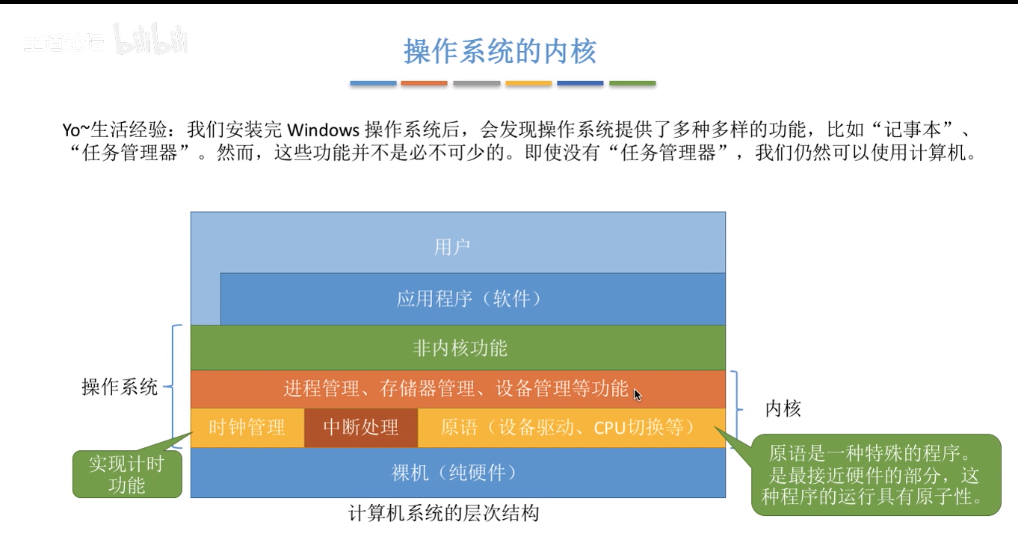 bilibili
操作系统的内核
Yo~生活经验：我们安装完 Windows 操作系统后，会发现操作系统提供了多种多样的功能，比如“记事本”、
“任务管理器”。然而，这些功能并不是必不可少的。即使没有“任务管理器”，我们仍然可以使用计算机。
用户
应用程序（软件）
非内核功能
操作系统
进程管理、存储器管理、设备管理等功能
内核
时钟管理
中断处理
原语（设备驱动、CPU切换等）
实现计时
功能
原语是一种特殊的程序。
是最接近硬件的部分，这
种程序的运行具有原子性。
裸机（纯硬件）
计算机系统的层次结构